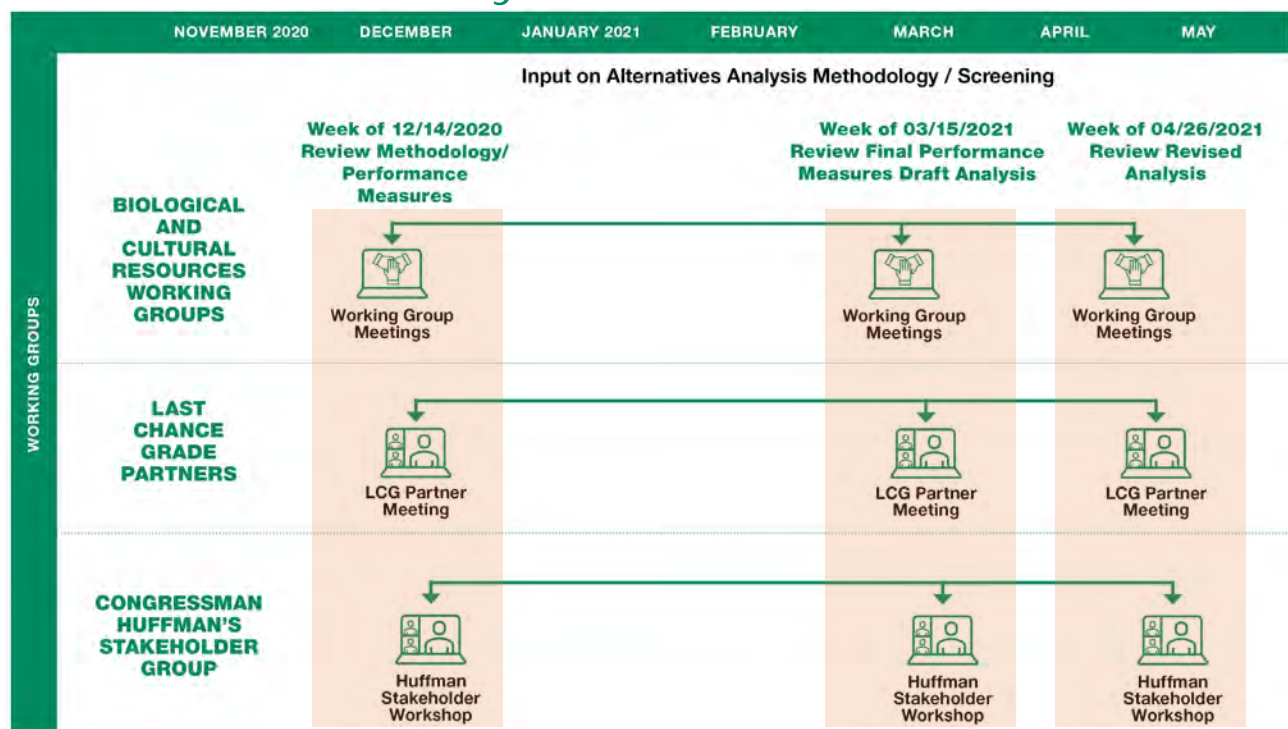 NOVEMBER 2020 DECEMBER JANUARY 2021 FEBRUARY MARCH APRIL MAY
Input on Alternatives Analysis Methodology / Screening
Week of 12/14/2020
Review Methodology/
Performance
Measures
Week of 03/15/2021
Review Final Performance
Measures Draft Analysis
Week of 04/26/2021
Review Revised
Analysis
WORKING GROUPS
BIOLOGICAL
AND
CULTURAL
RESOURCES
WORKING
GROUPS
Working Group
Meetings
Working Group
Meetings
Working Group
Meetings
LAST
CHANCE
GRADE
PARTNERS
LCG Partner
Meeting
LCG Partner
Meeting
LCG Partner
Meeting
CONGRESSMAN
HUFFMAN'S
STAKEHOLDER
GROUP
Huffman
Stakeholder
Workshop
Huffman
Stakeholder
Workshop
Huffman
Stakeholder
Workshop